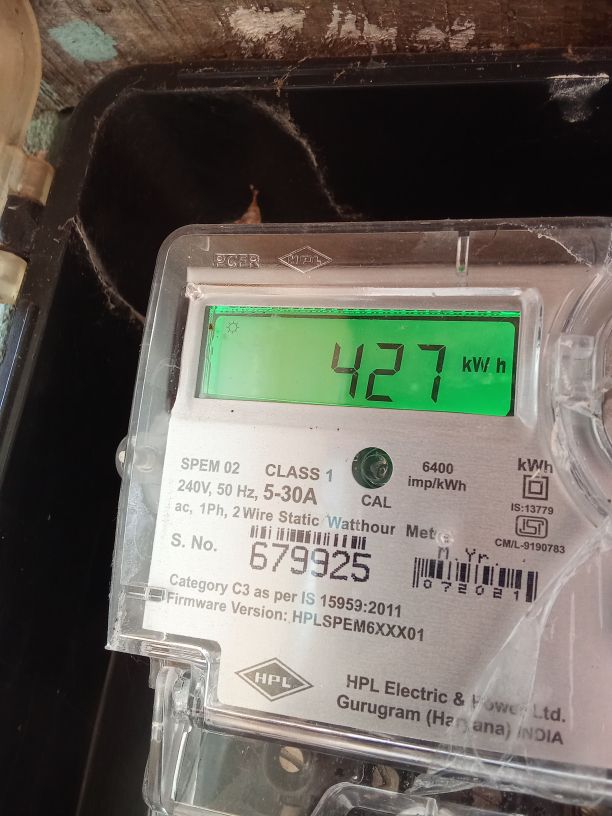 HPL
427 kWh
SPEM 02 CLASS 1 6400 imp/kWh kWh
240V, 50 Hz, 5-30A CAL IS:13779
ac, 1Ph, 2 Wire Static Watthour Meter ISI
CM/L-9190783
S. No. 679925 M.Yr.
072021
Category C3 as per IS 15959:2011
Firmware Version: HPLSPEM6XXX01
HPL HPL Electric & Power Ltd.
Gurugram (Haryana) INDIA